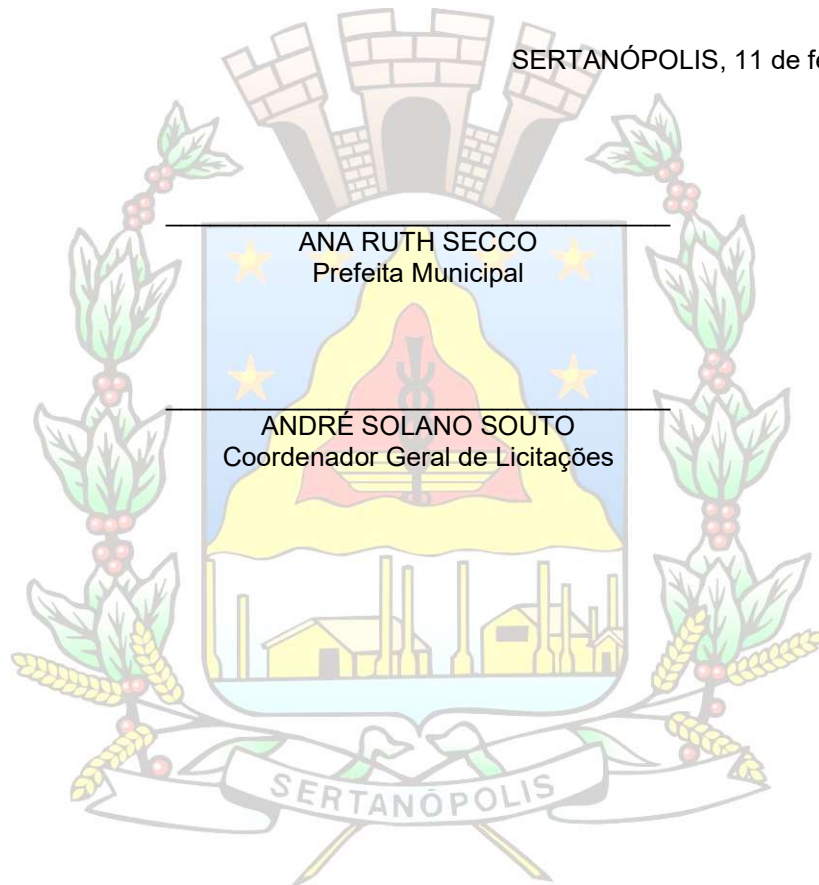 SERTANÓPOLIS, 11 de
ANA RUTH SECCO
Prefeita Municipal
ANDRÉ SOLANO SOUTO
Coordenador Geral de Licitações
SERTANÓPOLIS